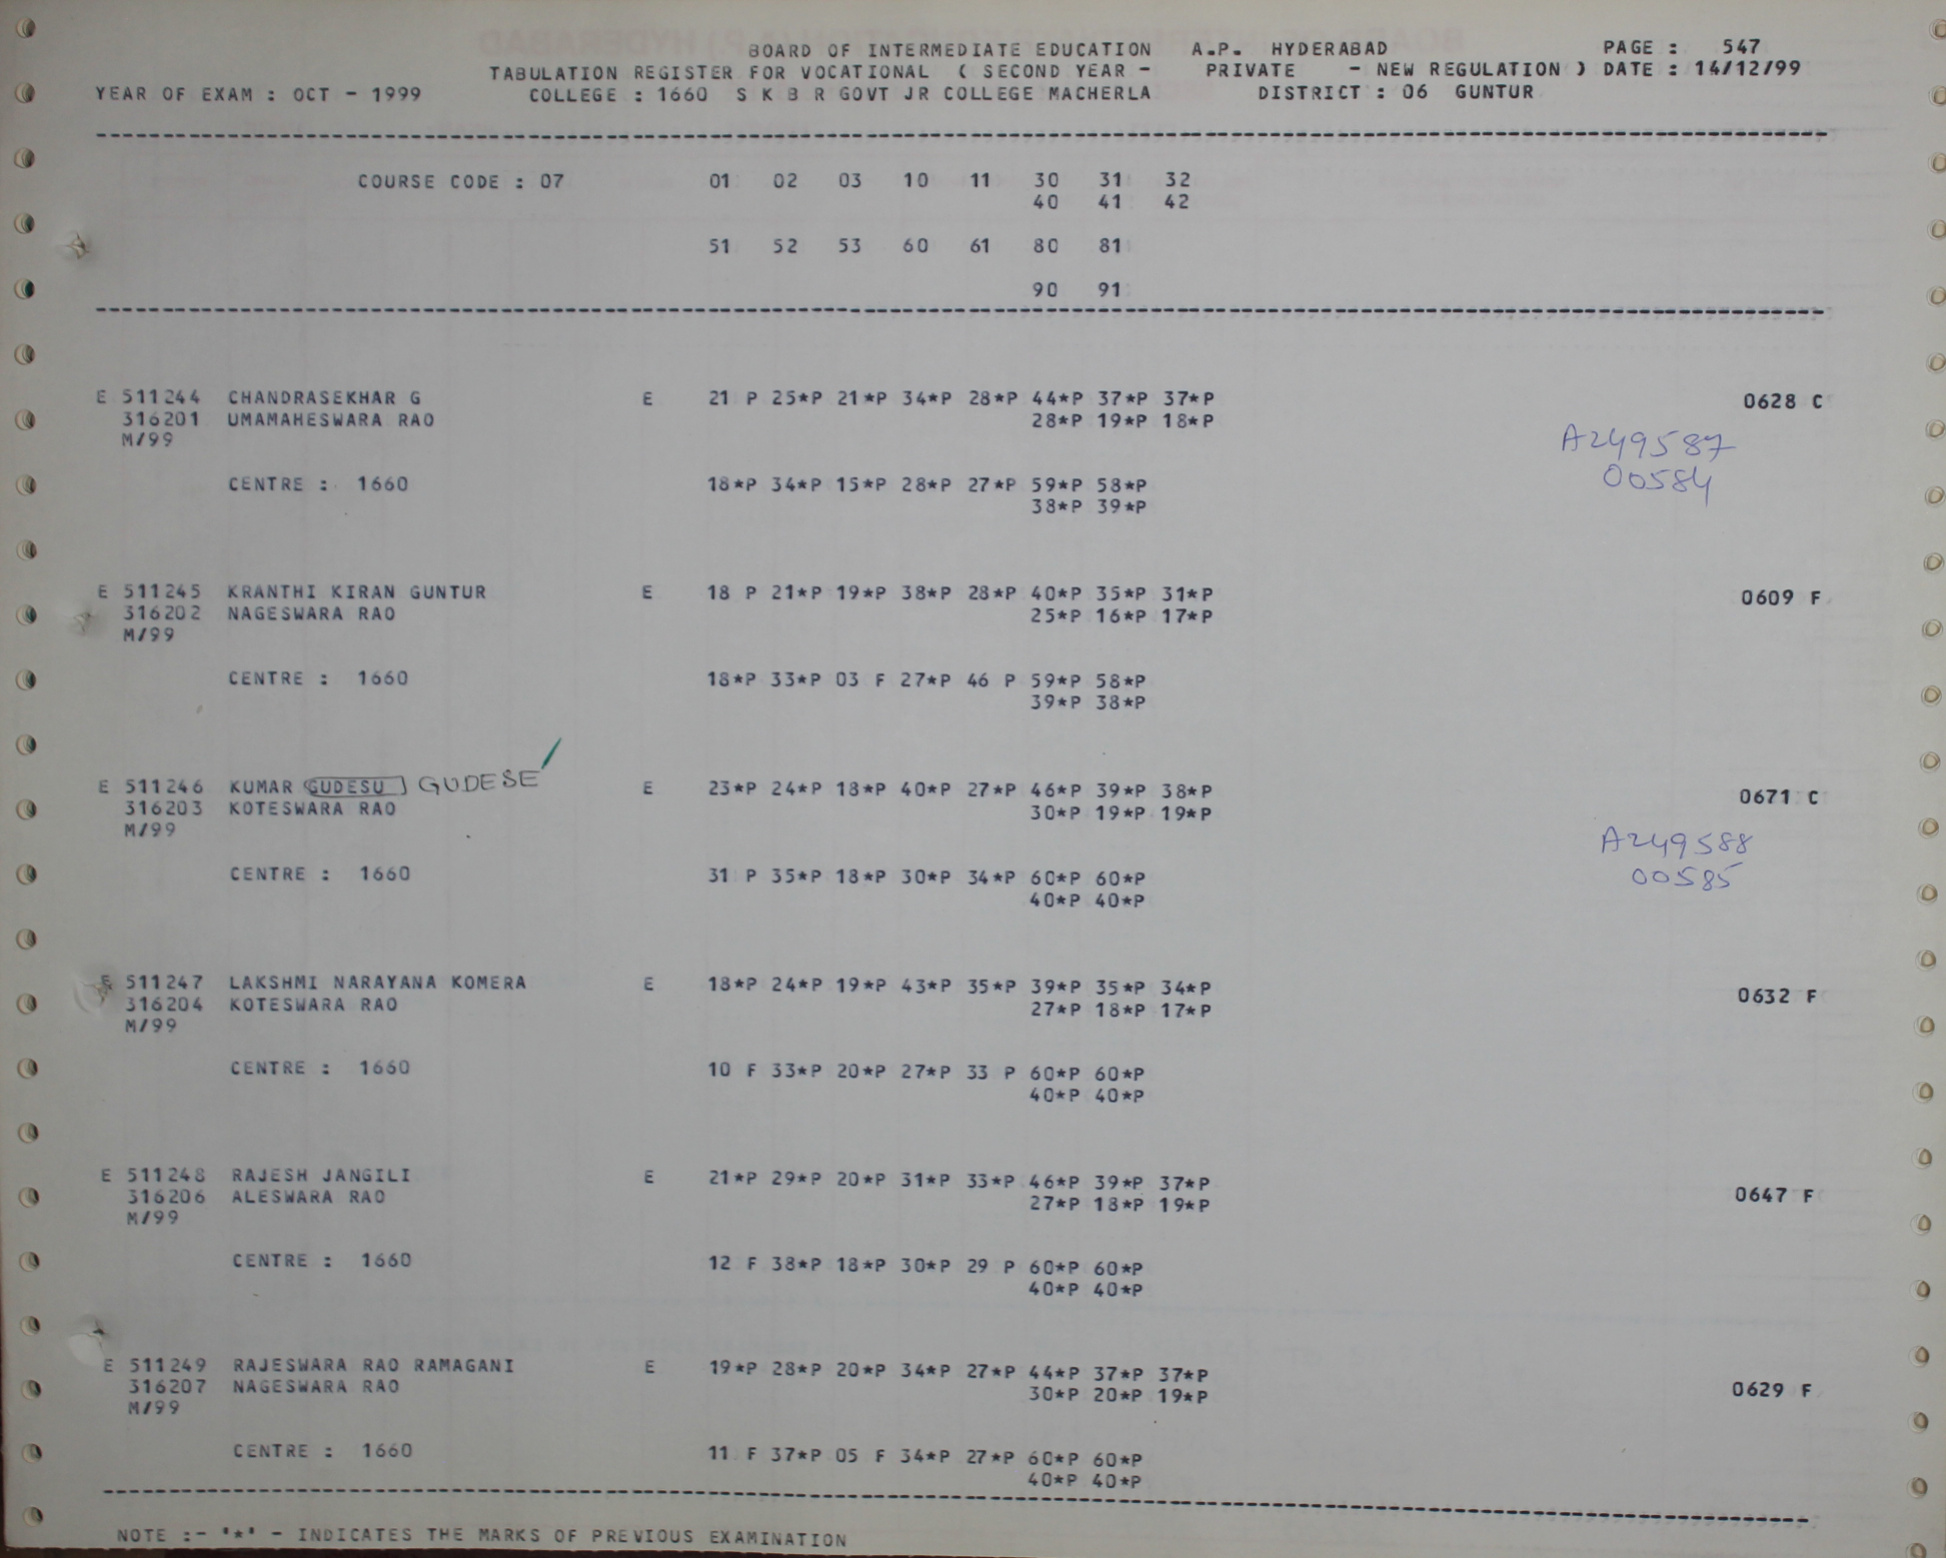 BOARD OF INTERMEDIATE EDUCATION A.P. HYDERABAD PAGE : 547
TABULATION REGISTER FOR VOCATIONAL ( SECOND YEAR - PRIVATE - NEW REGULATION ) DATE : 14/12/99
YEAR OF EXAM : OCT - 1999 COLLEGE : 1660 S K B R GOVT JR COLLEGE MACHERLA DISTRICT : 06 GUNTUR
COURSE CODE : 07 01 02 03 10 11 30 31 32
40 41 42
51 52 53 60 61 80 81
90 91
E 511244 CHANDRASEKHAR G E 21 P 25*P 21*P 34*P 28*P 44*P 37*P 37*P 0628 C
316201 UMAMAHESWARA RAO 28*P 19*P 18*P
M/99 A249587
CENTRE : 1660 18*P 34*P 15*P 28*P 27*P 59*P 58*P 00584
38*P 39*P
E 511245 KRANTHI KIRAN GUNTUR E 18 P 21*P 19*P 38*P 28*P 40*P 35*P 31*P 0609 F
316202 NAGESWARA RAO 25*P 16*P 17*P
M/99
CENTRE : 1660 18*P 33*P 03 F 27*P 46 P 59*P 58*P
39*P 38*P
E 511246 KUMAR GUDESU GUDESE E 23*P 24*P 18*P 40*P 27*P 46*P 39*P 38*P 0671 C
316203 KOTESWARA RAO 30*P 19*P 19*P
M/99 A249588
CENTRE : 1660 31 P 35*P 18*P 30*P 34*P 60*P 60*P 00585
40*P 40*P
E 511247 LAKSHMI NARAYANA KOMERA E 18*P 24*P 19*P 43*P 35*P 39*P 35*P 34*P 0632 F
316204 KOTESWARA RAO 27*P 18*P 17*P
M/99
CENTRE : 1660 10 F 33*P 20*P 27*P 33 P 60*P 60*P
40*P 40*P
E 511248 RAJESH JANGILI E 21*P 29*P 20*P 31*P 33*P 46*P 39*P 37*P 0647 F
316206 ALESWARA RAO 27*P 18*P 19*P
M/99
CENTRE : 1660 12 F 38*P 18*P 30*P 29 P 60*P 60*P
40*P 40*P
E 511249 RAJESWARA RAO RAMAGANI E 19*P 28*P 20*P 34*P 27*P 44*P 37*P 37*P 0629 F
316207 NAGESWARA RAO 30*P 20*P 19*P
M/99
CENTRE : 1660 11 F 37*P 05 F 34*P 27*P 60*P 60*P
40*P 40*P
NOTE :- '*' - INDICATES THE MARKS OF PREVIOUS EXAMINATION